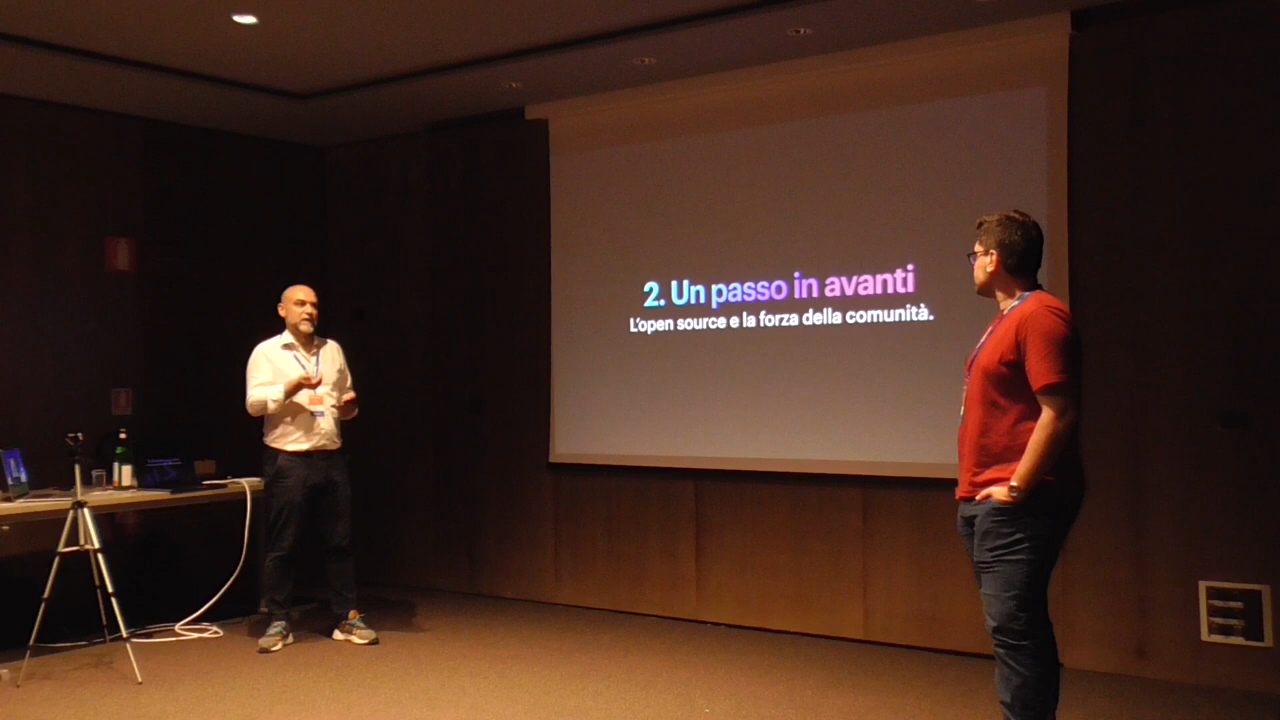 2. Un passo in avanti
L'open source e la forza della comunità.